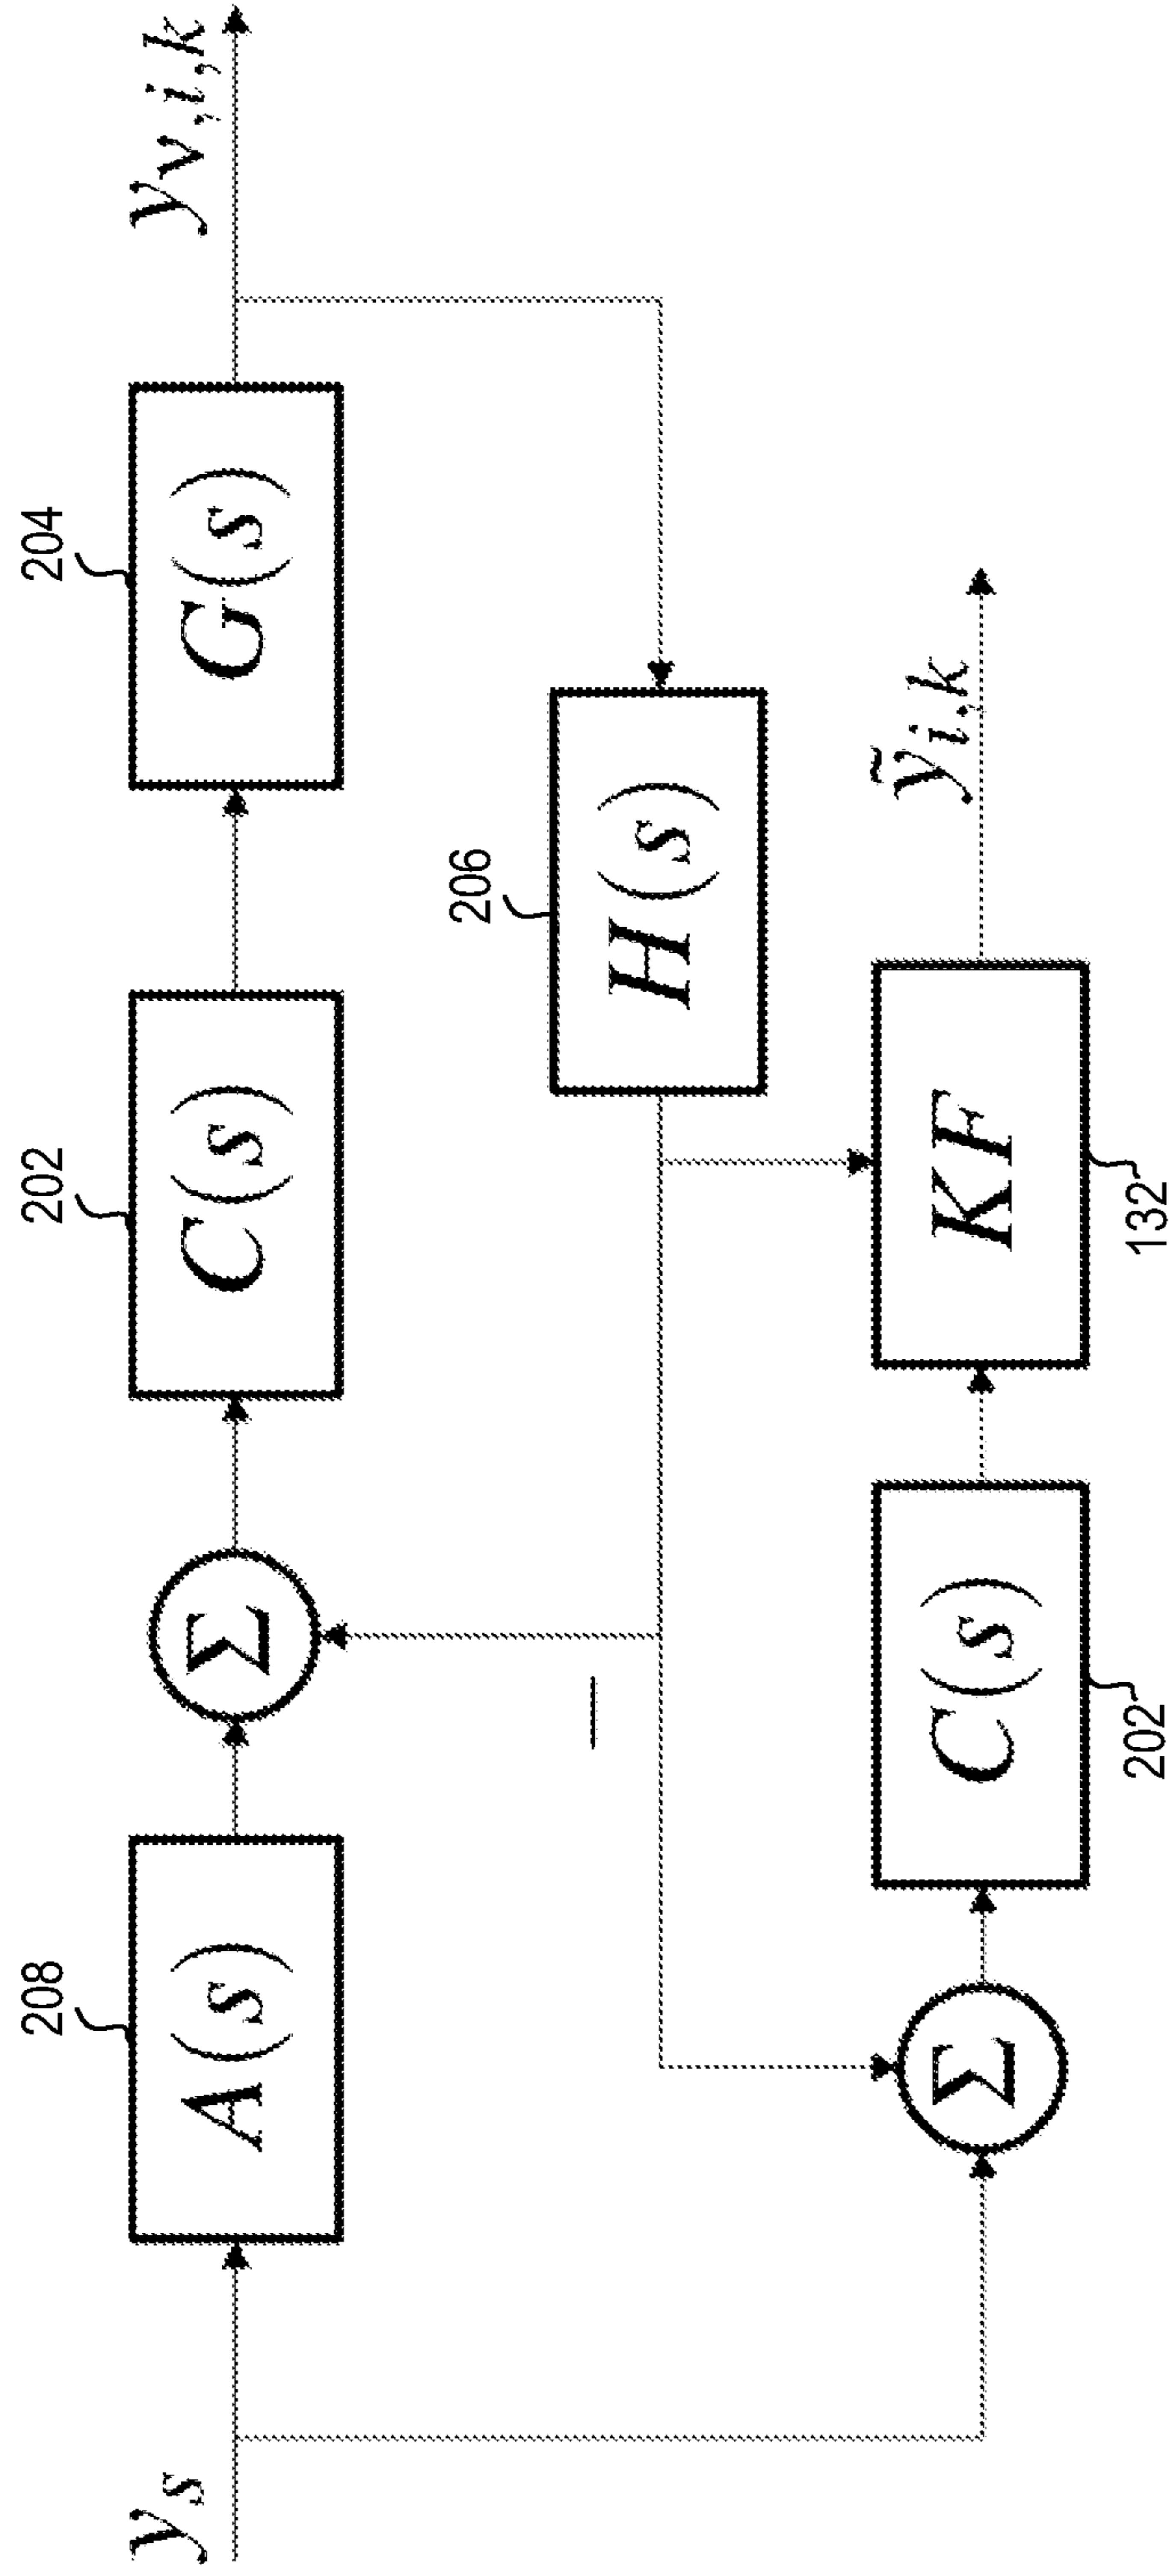 208
202
204
y_s
A(s)
Σ
C(s)
G(s)
y_{v,i,k}
206
H(s)
−
Σ
C(s)
KF
ỹ_{i,k}
202
132